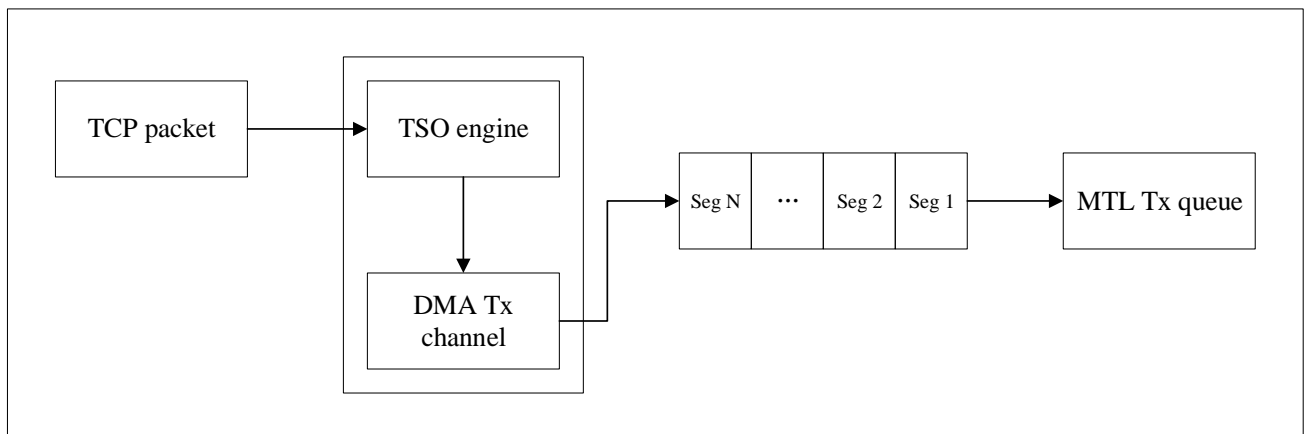 TCP packet
TSO engine
DMA Tx
channel
Seg N
...
Seg 2
Seg 1
MTL Tx queue